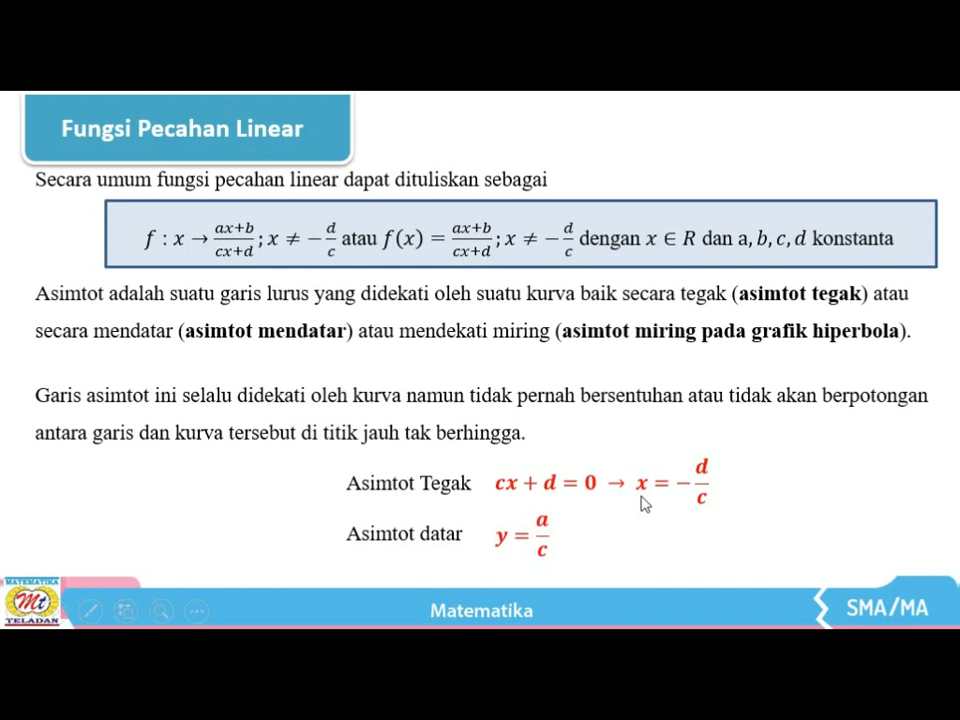 Fungsi Pecahan Linear
Secara umum fungsi pecahan linear dapat dituliskan sebagai
f : x → (ax+b)/(cx+d) ; x ≠ −d/c atau f(x) = (ax+b)/(cx+d) ; x ≠ −d/c dengan x ∈ R dan a, b, c, d konstanta
Asimtot adalah suatu garis lurus yang didekati oleh suatu kurva baik secara tegak (asimtot tegak) atau
secara mendatar (asimtot mendatar) atau mendekati miring (asimtot miring pada grafik hiperbola).
Garis asimtot ini selalu didekati oleh kurva namun tidak pernah bersentuhan atau tidak akan berpotongan
antara garis dan kurva tersebut di titik jauh tak berhingga.
Asimtot Tegak cx + d = 0 → x = −d/c
Asimtot datar y = a/c
MATEMATIKA
Mt
TELADAN
Matematika
SMA/MA